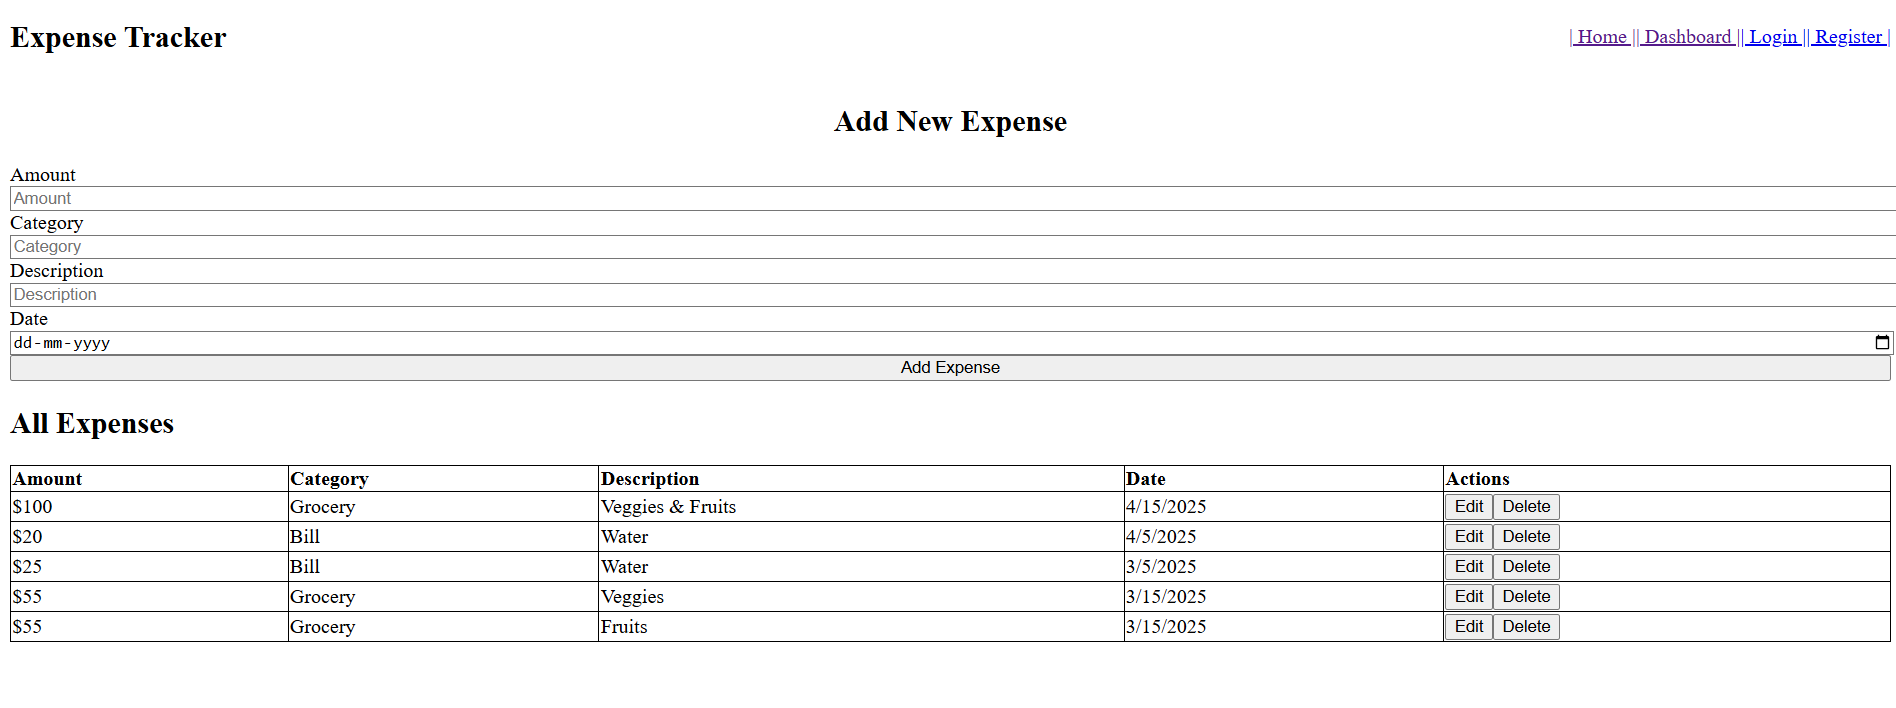 Expense Tracker | Home || Dashboard || Login || Register |
Add New Expense
Amount
Amount
Category
Category
Description
Description
Date
dd-mm-yyyy
Add Expense
All Expenses
Amount Category Description Date Actions
$100 Grocery Veggies & Fruits 4/15/2025 Edit Delete
$20 Bill Water 4/5/2025 Edit Delete
$25 Bill Water 3/5/2025 Edit Delete
$55 Grocery Veggies 3/15/2025 Edit Delete
$55 Grocery Fruits 3/15/2025 Edit Delete